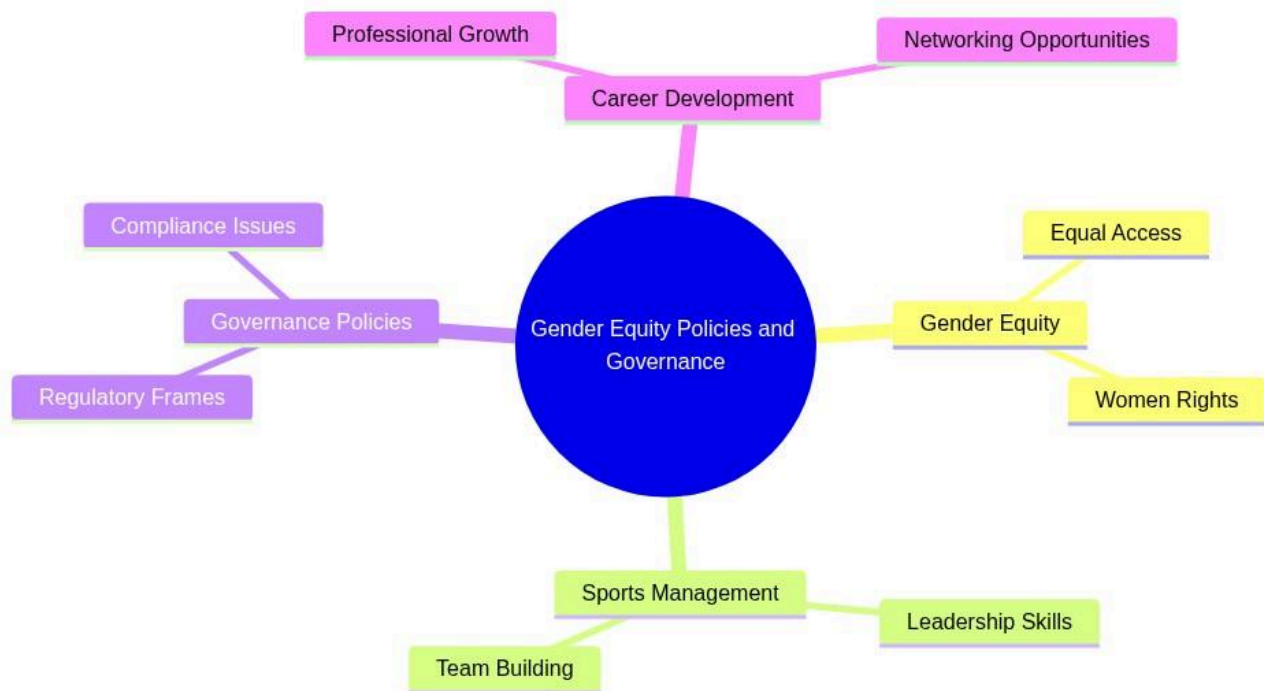 Professional Growth
Networking Opportunities
Career Development
Compliance Issues
Equal Access
Governance Policies
Gender Equity Policies and
Governance
Gender Equity
Regulatory Frames
Women Rights
Sports Management
Leadership Skills
Team Building